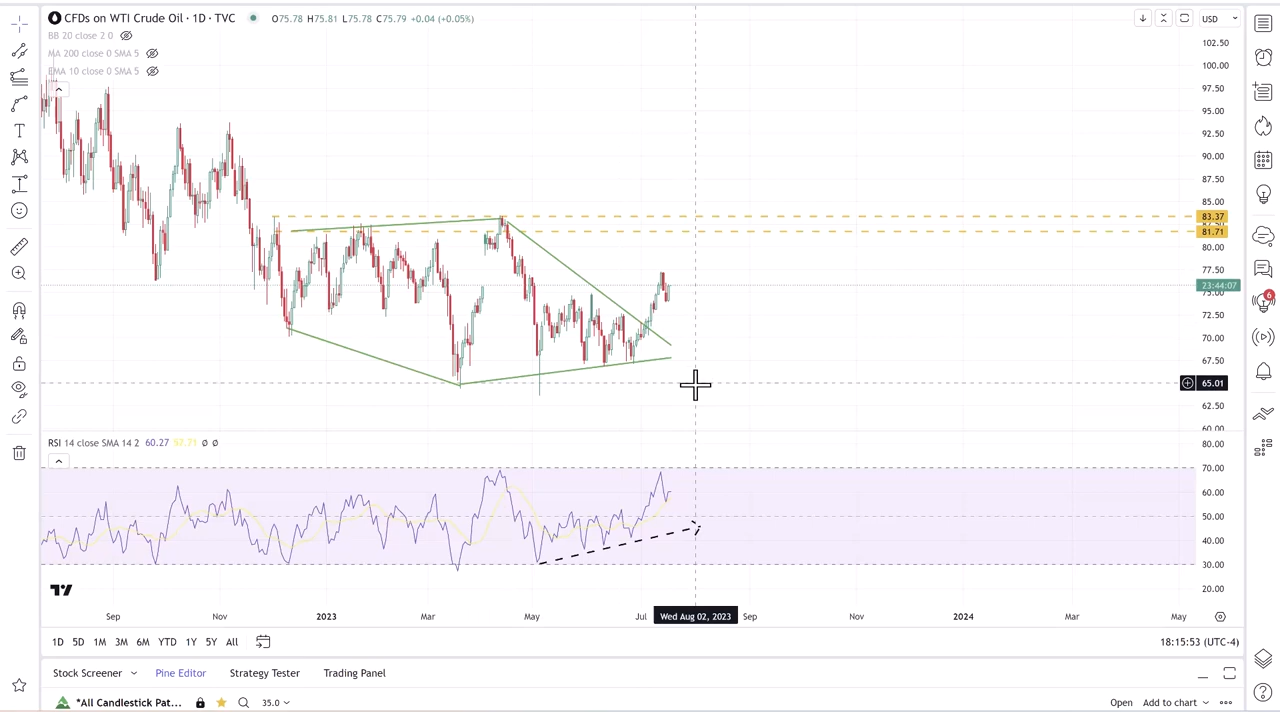 CFDs on WTI Crude Oil · 1D · TVC
O75.78 H75.81 L75.78 C75.79 +0.04 (+0.05%)
USD
BB 20 close 2 0
MA 200 close 0 SMA 5
EMA 10 close 0 SMA 5
102.50
100.00
97.50
95.00
92.50
90.00
87.50
85.00
83.37
81.71
80.00
77.50
23:44:07
75.00
72.50
70.00
67.50
65.01
62.50
60.00
RSI 14 close SMA 14 2 60.27 57.71 Ø Ø
80.00
70.00
60.00
50.00
40.00
30.00
20.00
Sep Nov 2023 Mar May Jul Wed Aug 02, 2023 Sep Nov 2024 Mar May
1D 5D 1M 3M 6M YTD 1Y 5Y All
18:15:53 (UTC-4)
Stock Screener Pine Editor Strategy Tester Trading Panel
*All Candlestick Pat... 35.0 Open Add to chart
6